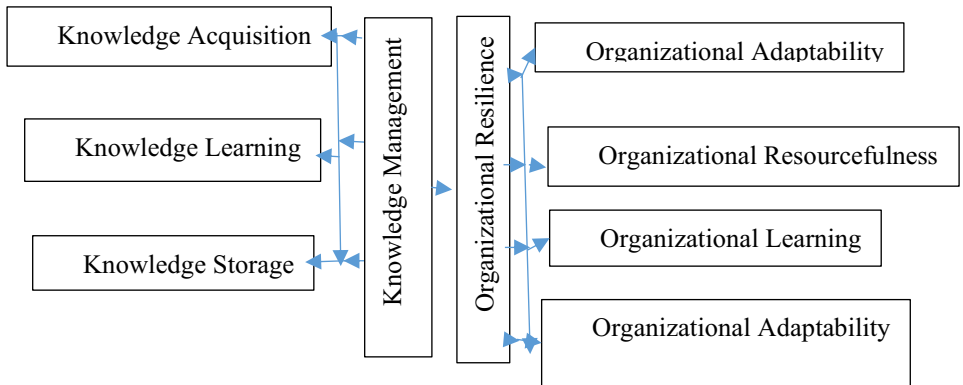 Knowledge Acquisition
Knowledge Learning
Knowledge Storage
Knowledge Management
Organizational Resilience
Organizational Adaptability
Organizational Resourcefulness
Organizational Learning
Organizational Adaptability